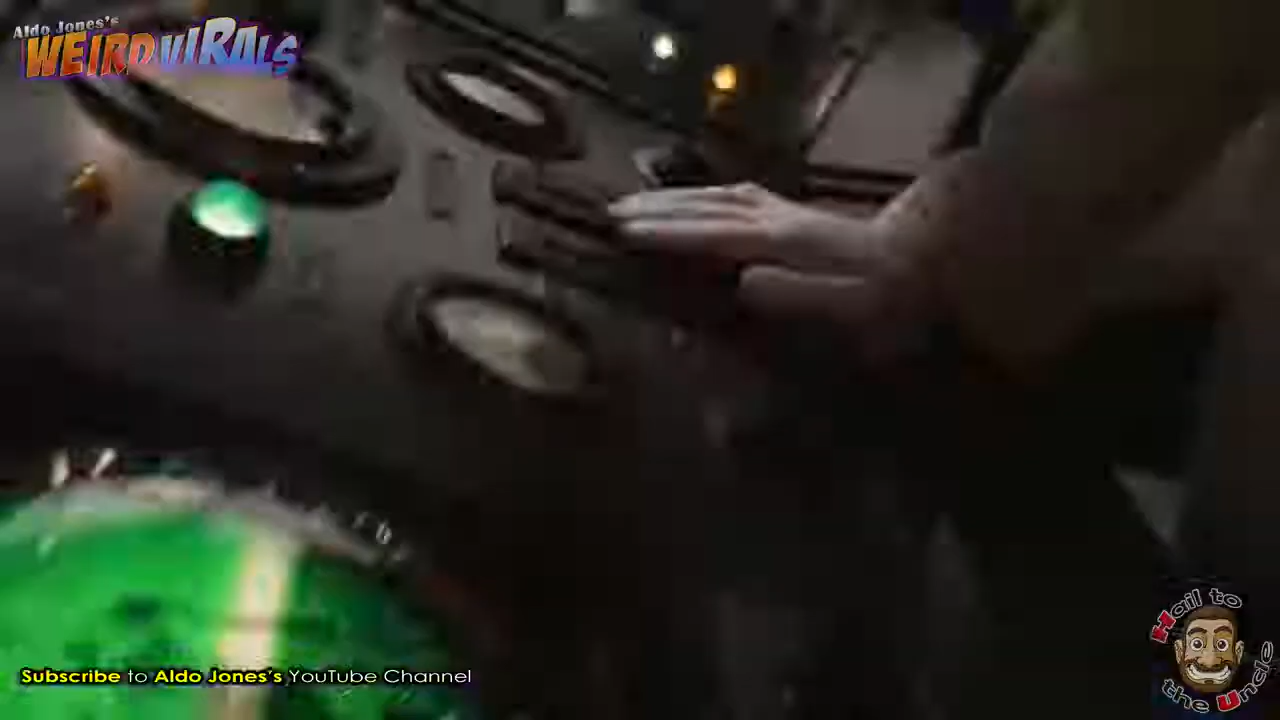 Aldo Jones's
WEIRD VIRALS
Hail to
the Uncle
Subscribe to Aldo Jones's YouTube Channel